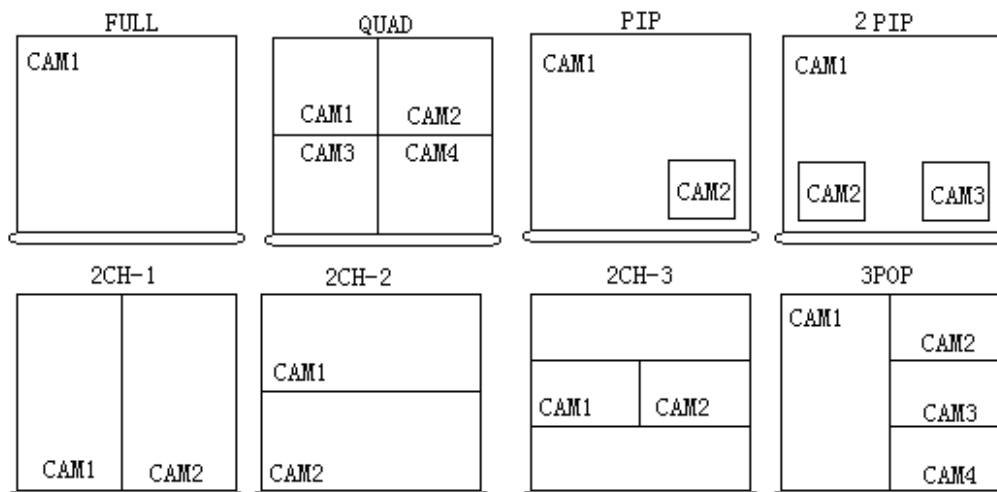 FULL
CAM1
QUAD
CAM1 CAM2
CAM3 CAM4
PIP
CAM1
CAM2
2 PIP
CAM1
CAM2 CAM3
2CH-1
CAM1 CAM2
2CH-2
CAM1
CAM2
2CH-3
CAM1 CAM2
3POP
CAM1
CAM2
CAM3
CAM4